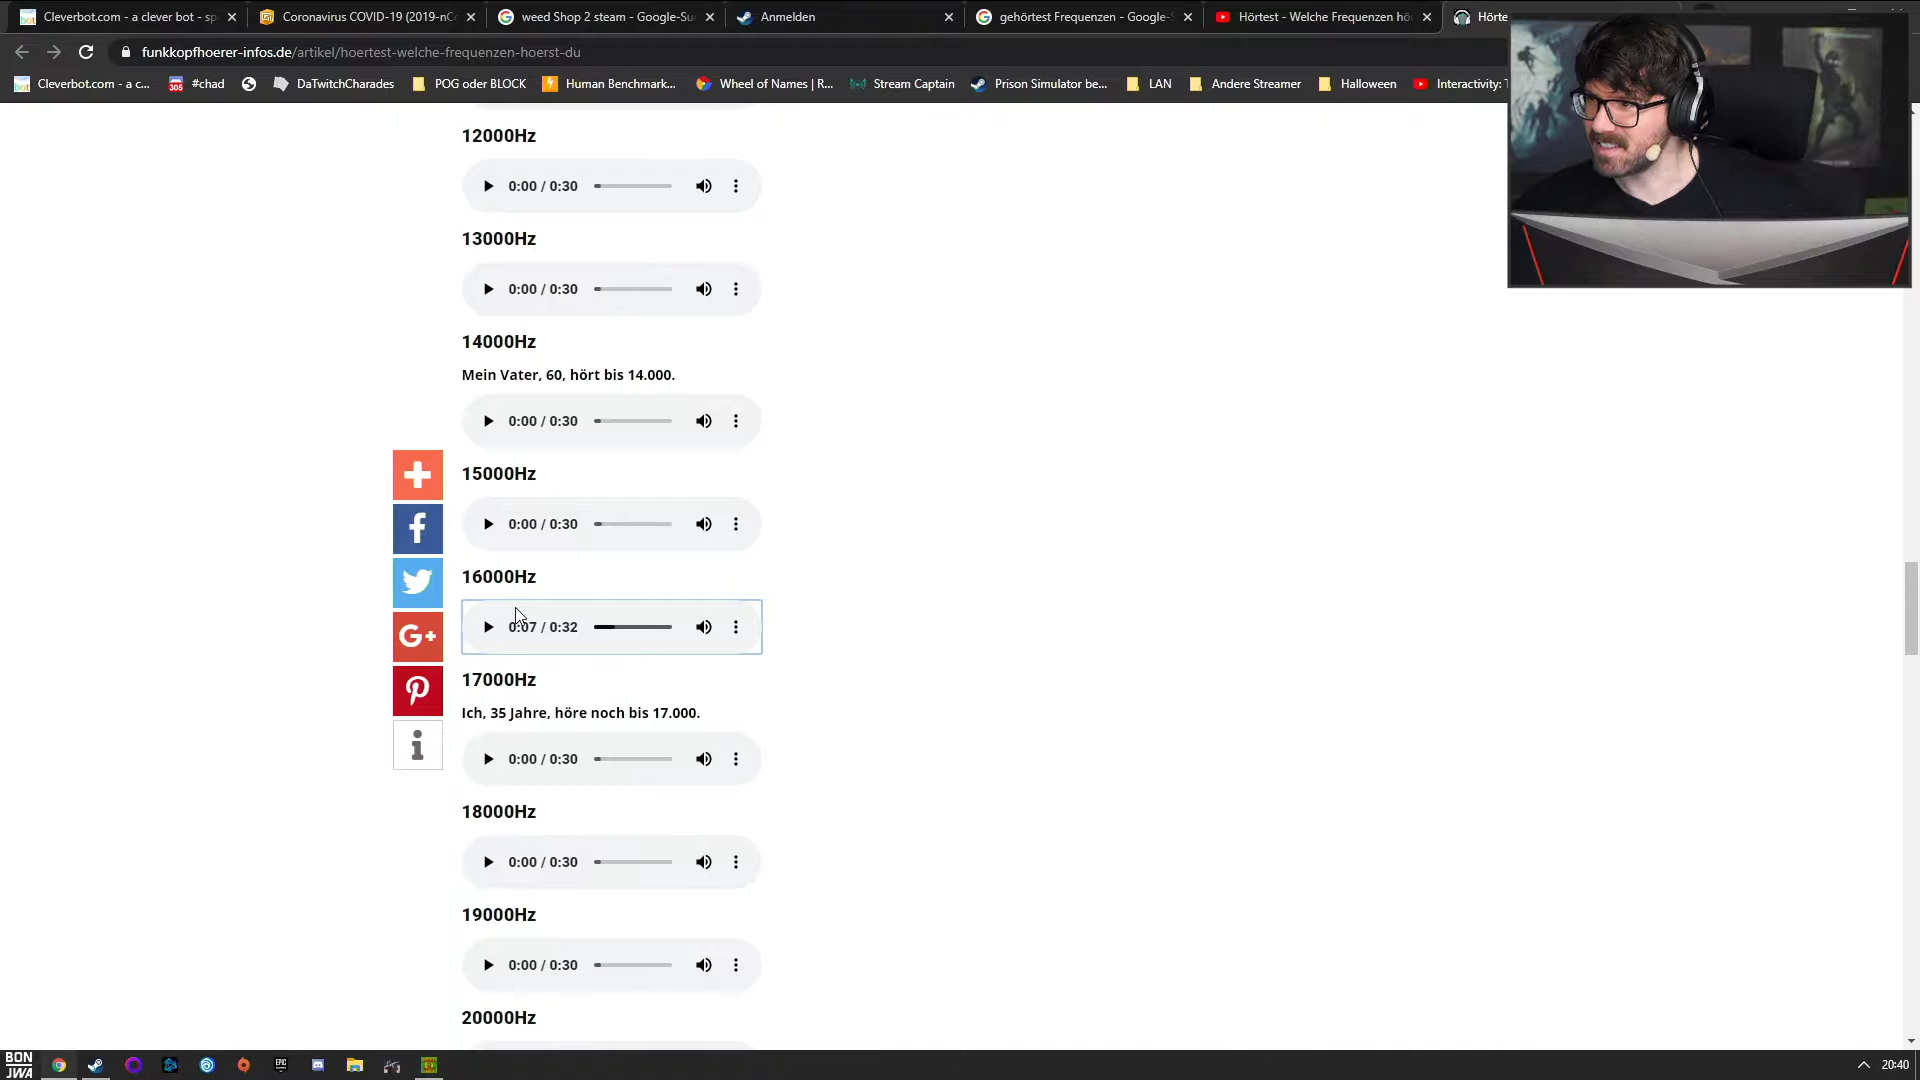 Cleverbot.com - a clever bot - sp
Coronavirus COVID-19 (2019-nC
weed Shop 2 steam - Google-Su
Anmelden
gehörtest Frequenzen - Google-S
Hörtest - Welche Frequenzen hö
Hörte
funkkopfhoerer-infos.de/artikel/hoertest-welche-frequenzen-hoerst-du
Cleverbot.com - a c...
305
#chad
DaTwitchCharades
POG oder BLOCK
Human Benchmark...
Wheel of Names | R...
Stream Captain
Prison Simulator be...
LAN
Andere Streamer
Halloween
Interactivity:
12000Hz
0:00 / 0:30
13000Hz
0:00 / 0:30
14000Hz
Mein Vater, 60, hört bis 14.000.
0:00 / 0:30
15000Hz
0:00 / 0:30
16000Hz
0:07 / 0:32
17000Hz
Ich, 35 Jahre, höre noch bis 17.000.
0:00 / 0:30
18000Hz
0:00 / 0:30
19000Hz
0:00 / 0:30
20000Hz
G+
BON
JWA
EPIC
20:40